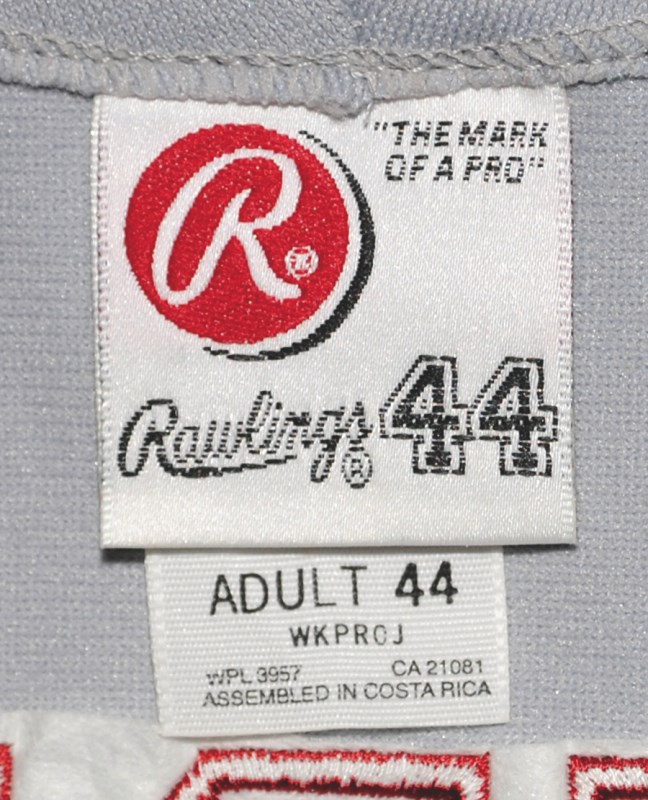 "THE MARK
OF A PRO"
R ®
Rawlings® 44
ADULT 44
WKPROJ
WPL 3957 CA 21081
ASSEMBLED IN COSTA RICA